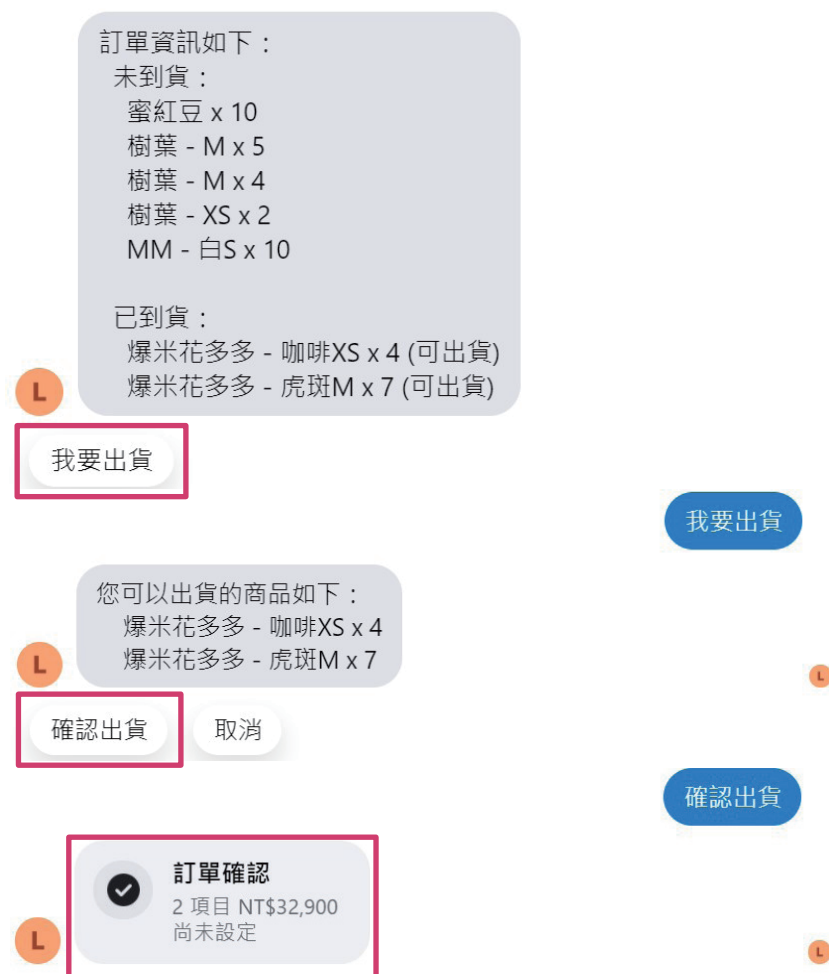 訂單資訊如下：
未到貨：
蜜紅豆 x 10
樹葉 - M x 5
樹葉 - M x 4
樹葉 - XS x 2
MM - 白S x 10
已到貨：
爆米花多多 - 咖啡XS x 4 (可出貨)
爆米花多多 - 虎斑M x 7 (可出貨)
L
我要出貨
我要出貨
您可以出貨的商品如下：
爆米花多多 - 咖啡XS x 4
爆米花多多 - 虎斑M x 7
L
L
確認出貨 取消
確認出貨
訂單確認
2 項目 NT$32,900
尚未設定
L
L